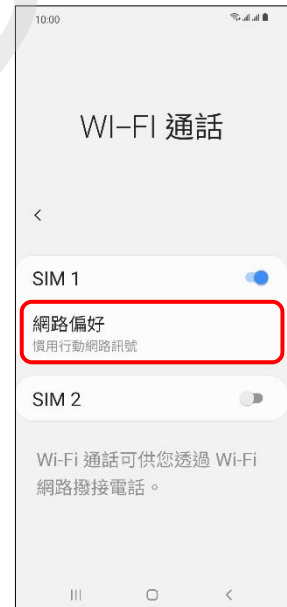 10:00
WI-FI 通話
SIM 1
網路偏好
慣用行動網路訊號
SIM 2
Wi-Fi 通話可供您透過 Wi-Fi
網路撥接電話。